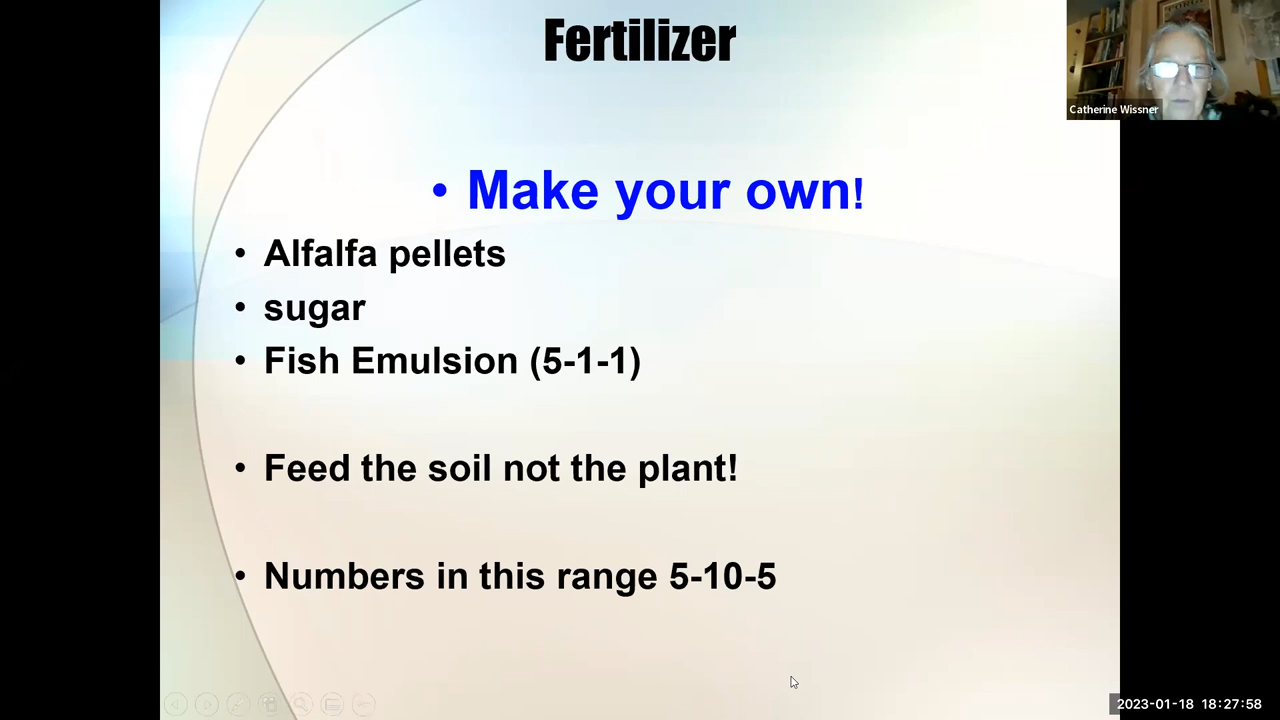 Fertilizer
Catherine Wissner
• Make your own!
• Alfalfa pellets
• sugar
• Fish Emulsion (5-1-1)
• Feed the soil not the plant!
• Numbers in this range 5-10-5
2023-01-18 18:27:58